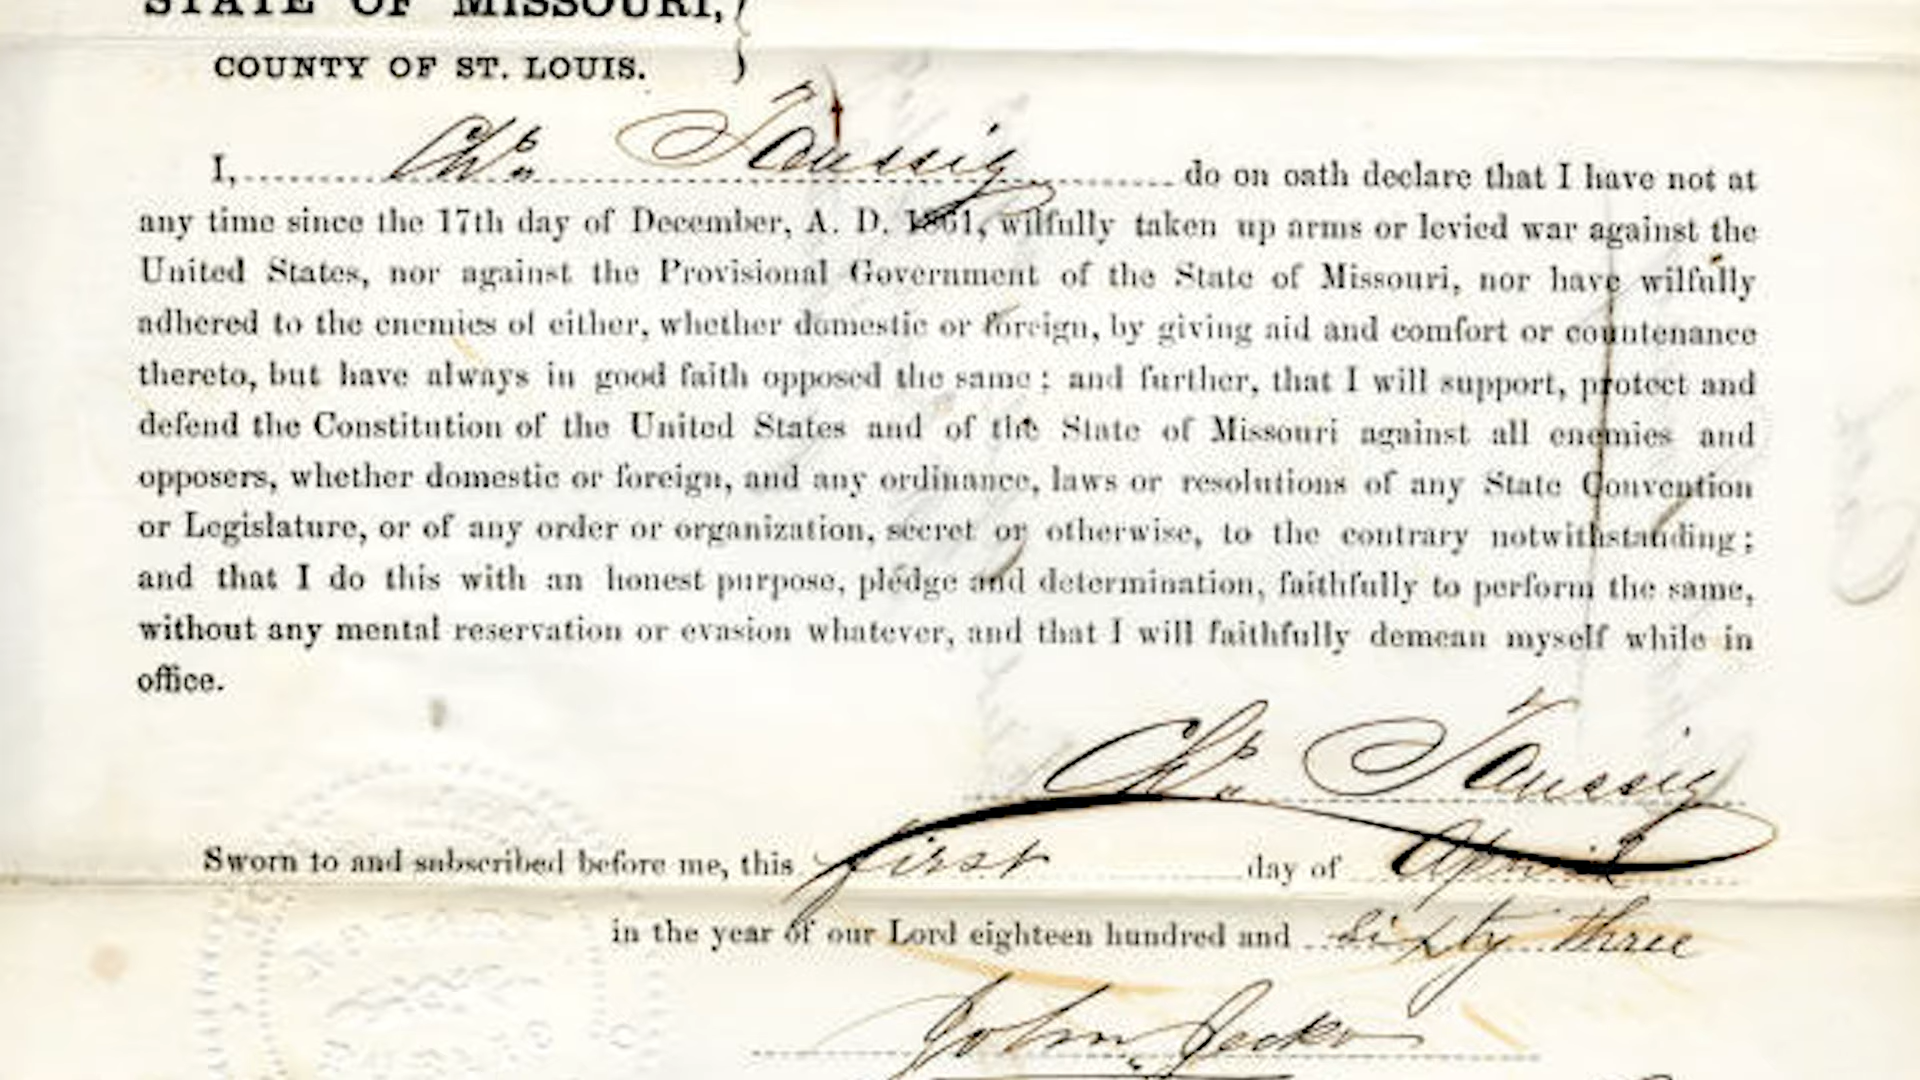 STATE OF MISSOURI,
COUNTY OF ST. LOUIS.
I, Chs. Taussig do on oath declare that I have not at
any time since the 17th day of December, A. D. 1861, wilfully taken up arms or levied war against the
United States, nor against the Provisional Government of the State of Missouri, nor have wilfully
adhered to the enemies of either, whether domestic or foreign, by giving aid and comfort or countenance
thereto, but have always in good faith opposed the same; and further, that I will support, protect and
defend the Constitution of the United States and of the State of Missouri against all enemies and
opposers, whether domestic or foreign, and any ordinance, laws or resolutions of any State Convention
or Legislature, or of any order or organization, secret or otherwise, to the contrary notwithstanding;
and that I do this with an honest purpose, pledge and determination, faithfully to perform the same,
without any mental reservation or evasion whatever, and that I will faithfully demean myself while in
office.
Chs. Taussig
Sworn to and subscribed before me, this first day of April
in the year of our Lord eighteen hundred and Sixty three
John Jecko